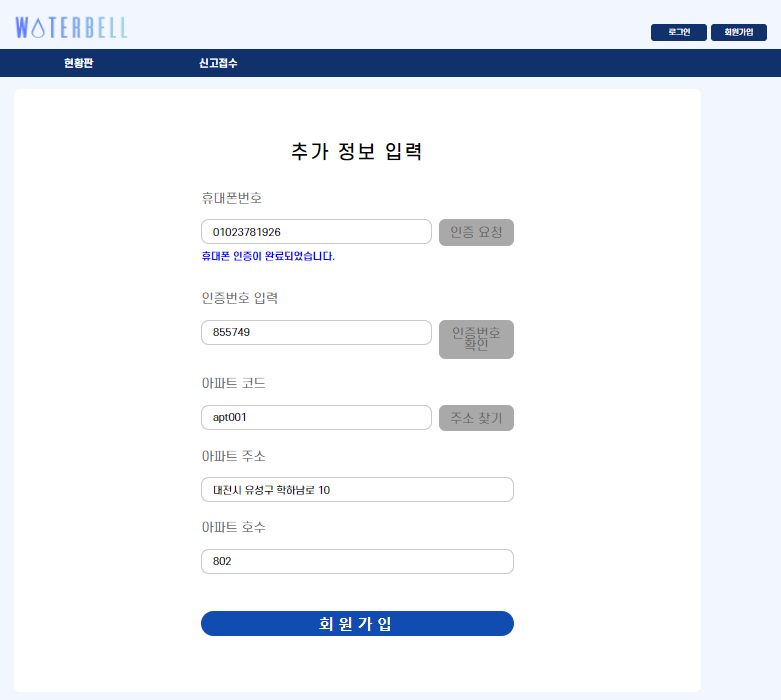 WATERBELL
로그인 회원가입
현황판 신고접수
추가 정보 입력
휴대폰번호
01023781926 인증 요청
휴대폰 인증이 완료되었습니다.
인증번호 입력
855749 인증번호
확인
아파트 코드
apt001 주소 찾기
아파트 주소
대전시 유성구 학하남로 10
아파트 호수
802
회원가입